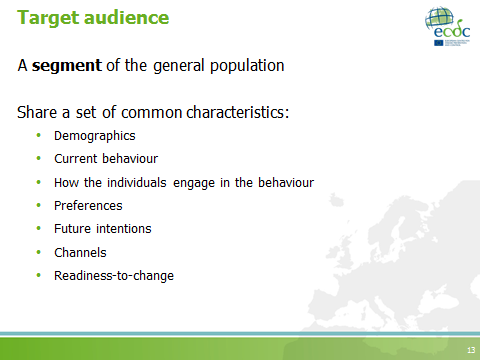 Target audience
ecdc
A segment of the general population
Share a set of common characteristics:
• Demographics
• Current behaviour
• How the individuals engage in the behaviour
• Preferences
• Future intentions
• Channels
• Readiness-to-change
13